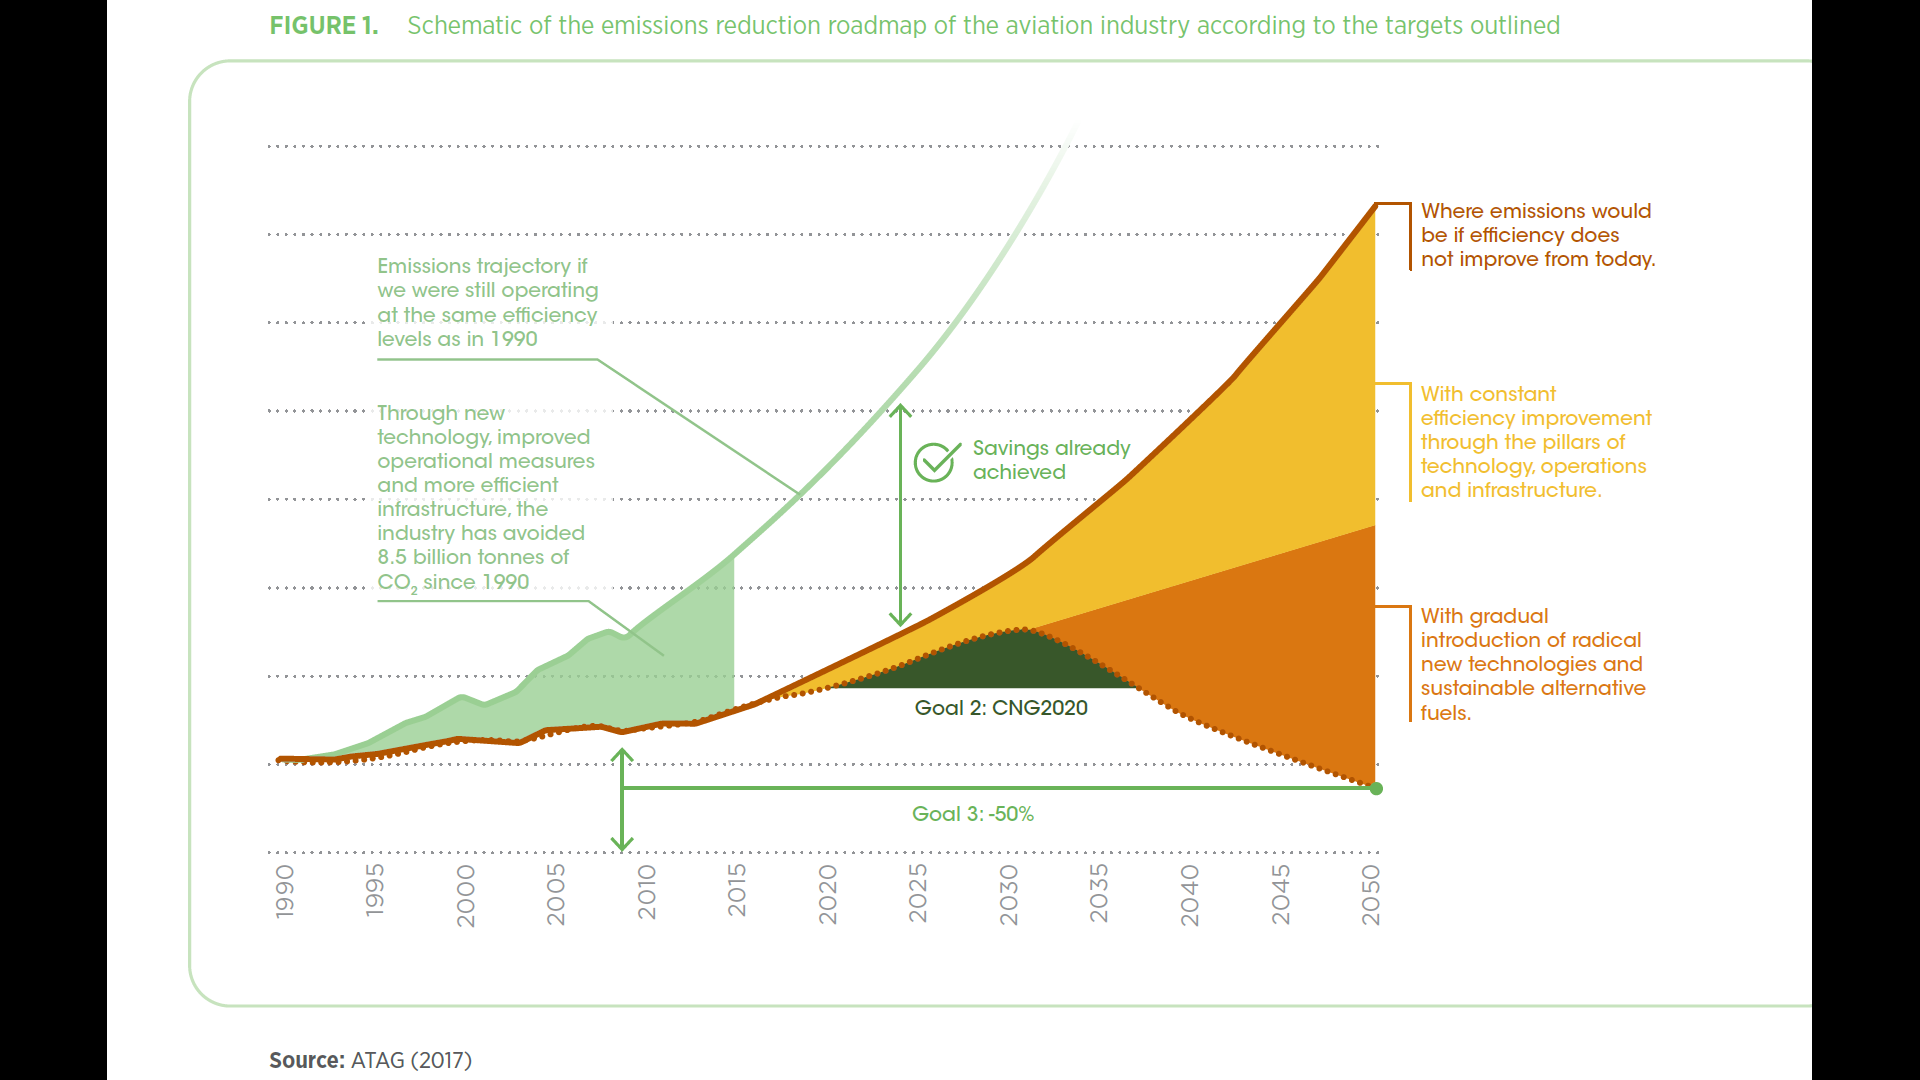 FIGURE 1. Schematic of the emissions reduction roadmap of the aviation industry according to the targets outlined
Emissions trajectory if
we were still operating
at the same efficiency
levels as in 1990
Through new
technology, improved
operational measures
and more efficient
infrastructure, the
industry has avoided
8.5 billion tonnes of
CO₂ since 1990
Savings already
achieved
Where emissions would
be if efficiency does
not improve from today.
With constant
efficiency improvement
through the pillars of
technology, operations
and infrastructure.
With gradual
introduction of radical
new technologies and
sustainable alternative
fuels.
Goal 2: CNG2020
Goal 3: -50%
1990
1995
2000
2005
2010
2015
2020
2025
2030
2035
2040
2045
2050
Source: ATAG (2017)